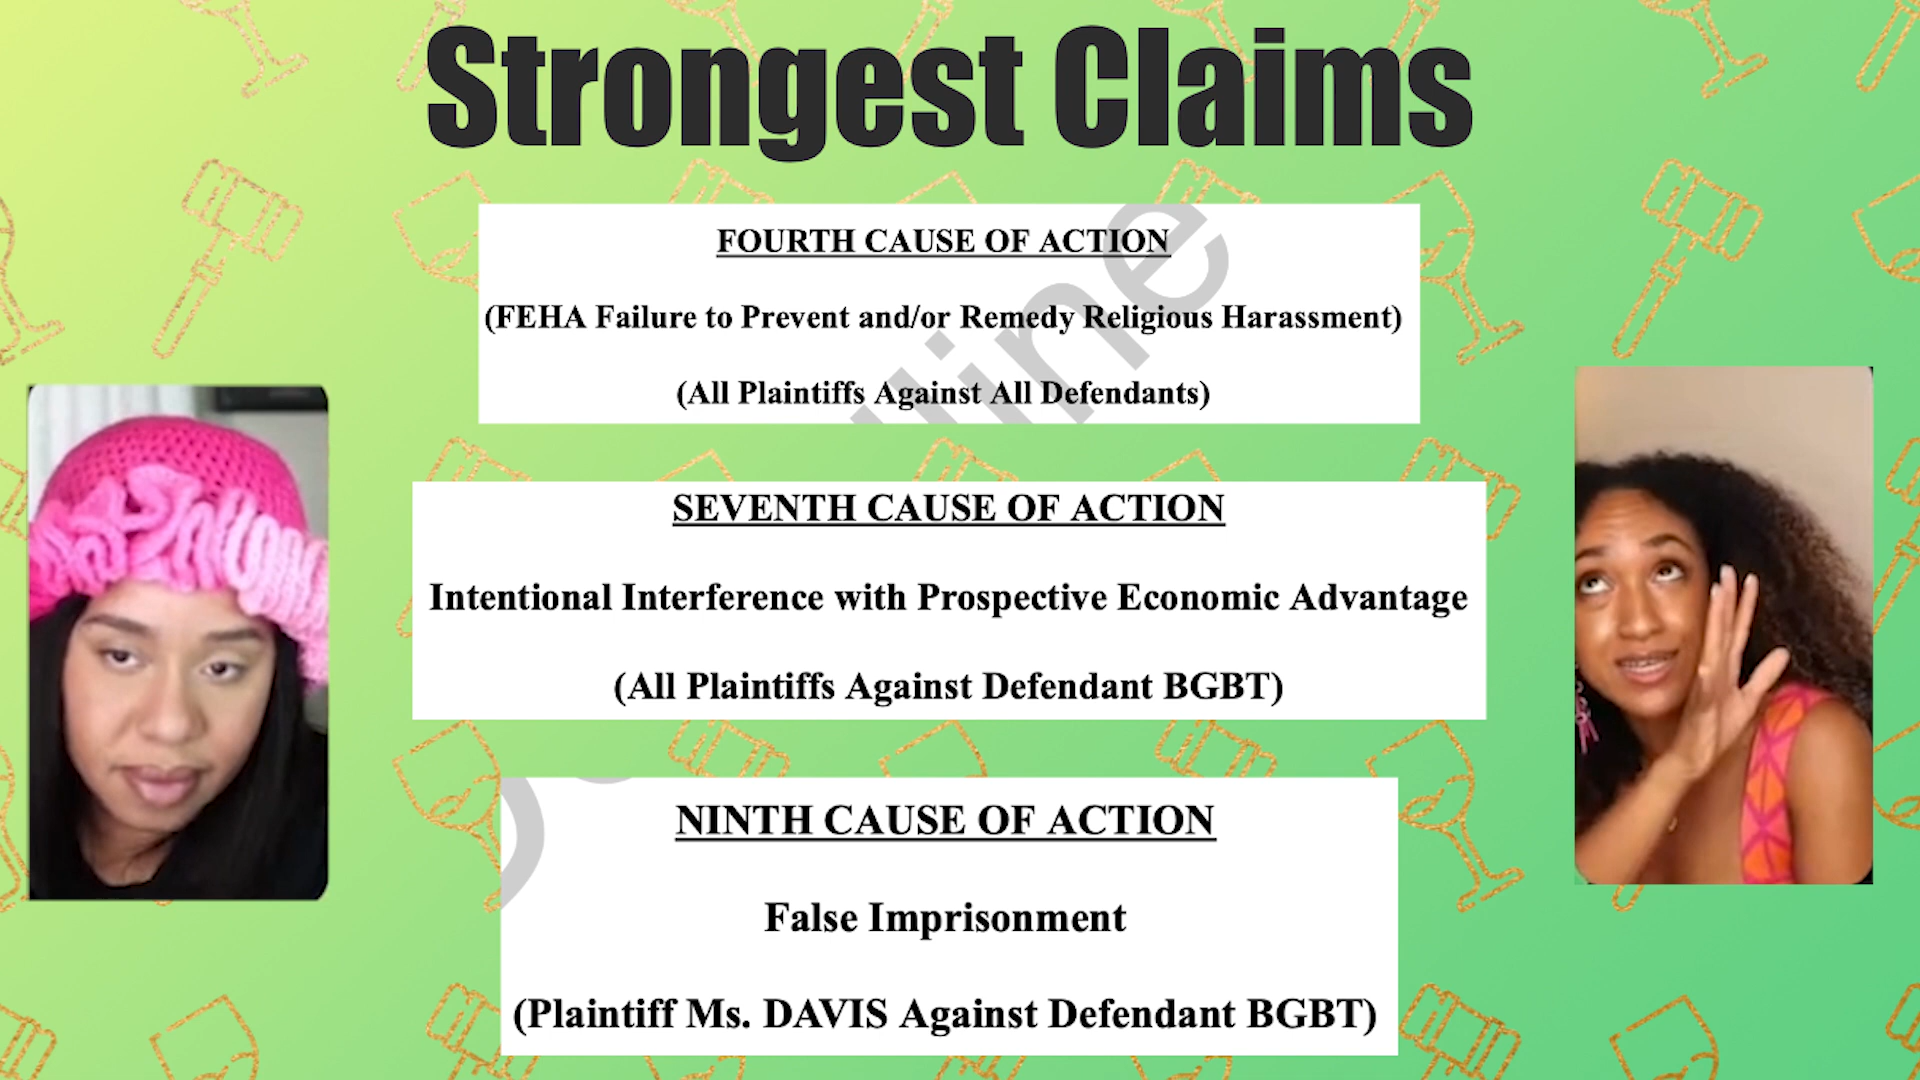 Strongest Claims
FOURTH CAUSE OF ACTION
(FEHA Failure to Prevent and/or Remedy Religious Harassment)
(All Plaintiffs Against All Defendants)
SEVENTH CAUSE OF ACTION
Intentional Interference with Prospective Economic Advantage
(All Plaintiffs Against Defendant BGBT)
NINTH CAUSE OF ACTION
False Imprisonment
(Plaintiff Ms. DAVIS Against Defendant BGBT)